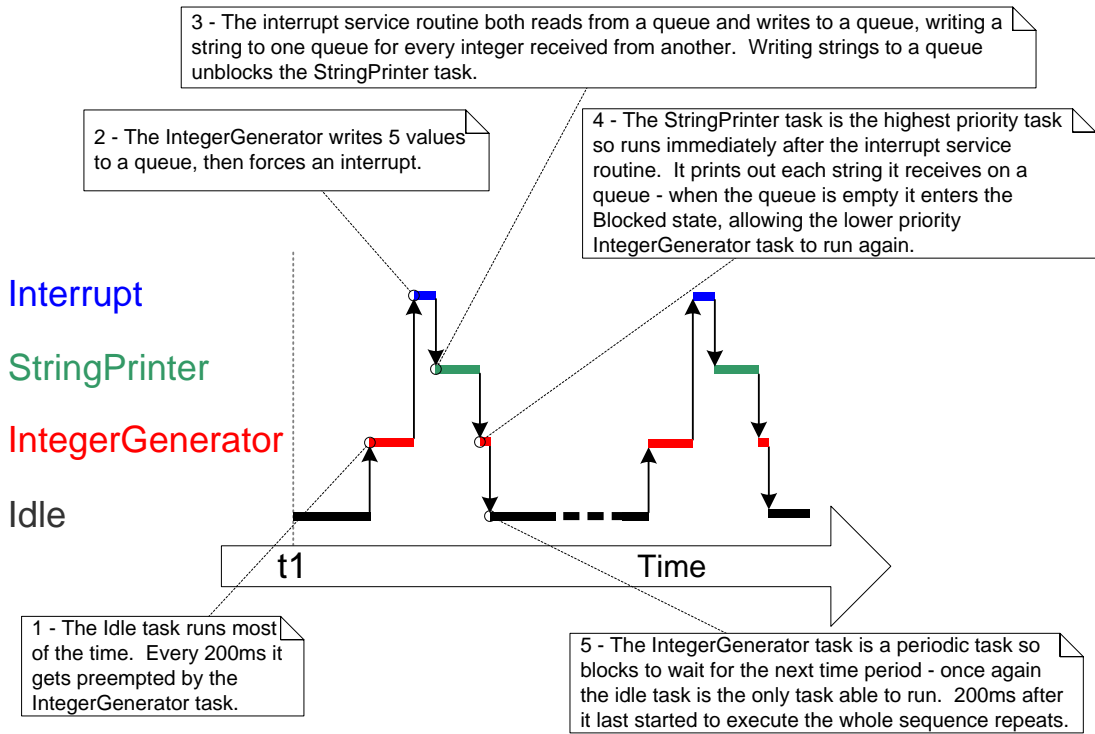 3 - The interrupt service routine both reads from a queue and writes to a queue, writing a
string to one queue for every integer received from another.  Writing strings to a queue
unblocks the StringPrinter task.
2 - The IntegerGenerator writes 5 values
to a queue, then forces an interrupt.
4 - The StringPrinter task is the highest priority task
so runs immediately after the interrupt service
routine.  It prints out each string it receives on a
queue - when the queue is empty it enters the
Blocked state, allowing the lower priority
IntegerGenerator task to run again.
Interrupt
StringPrinter
IntegerGenerator
Idle
t1
Time
1 - The Idle task runs most
of the time.  Every 200ms it
gets preempted by the
IntegerGenerator task.
5 - The IntegerGenerator task is a periodic task so
blocks to wait for the next time period - once again
the idle task is the only task able to run.  200ms after
it last started to execute the whole sequence repeats.